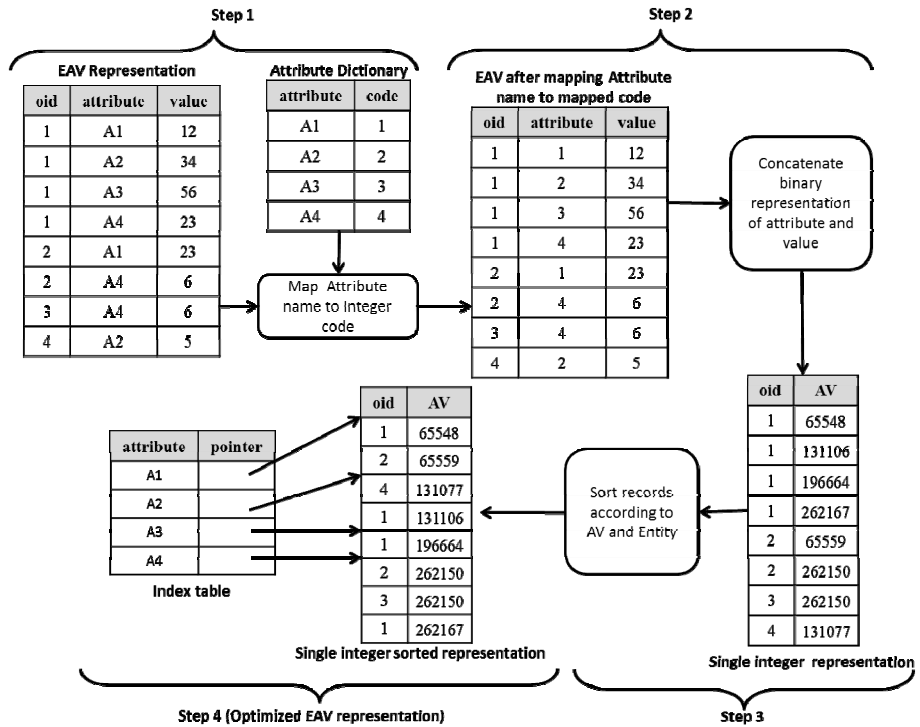 Step 1
Step 2
EAV Representation
oid attribute value
1 A1 12
1 A2 34
1 A3 56
1 A4 23
2 A1 23
2 A4 6
3 A4 6
4 A2 5
Attribute Dictionary
attribute code
A1 1
A2 2
A3 3
A4 4
Map Attribute
name to Integer
code
EAV after mapping Attribute
name to mapped code
oid attribute value
1 1 12
1 2 34
1 3 56
1 4 23
2 1 23
2 4 6
3 4 6
4 2 5
Concatenate
binary
representation
of attribute and
value
oid AV
1 65548
1 131106
1 196664
1 262167
2 65559
2 262150
3 262150
4 131077
Single integer representation
Sort records
according to
AV and Entity
oid AV
1 65548
2 65559
4 131077
1 131106
1 196664
2 262150
3 262150
1 262167
Single integer sorted representation
attribute pointer
A1
A2
A3
A4
Index table
Step 4 (Optimized EAV representation)
Step 3